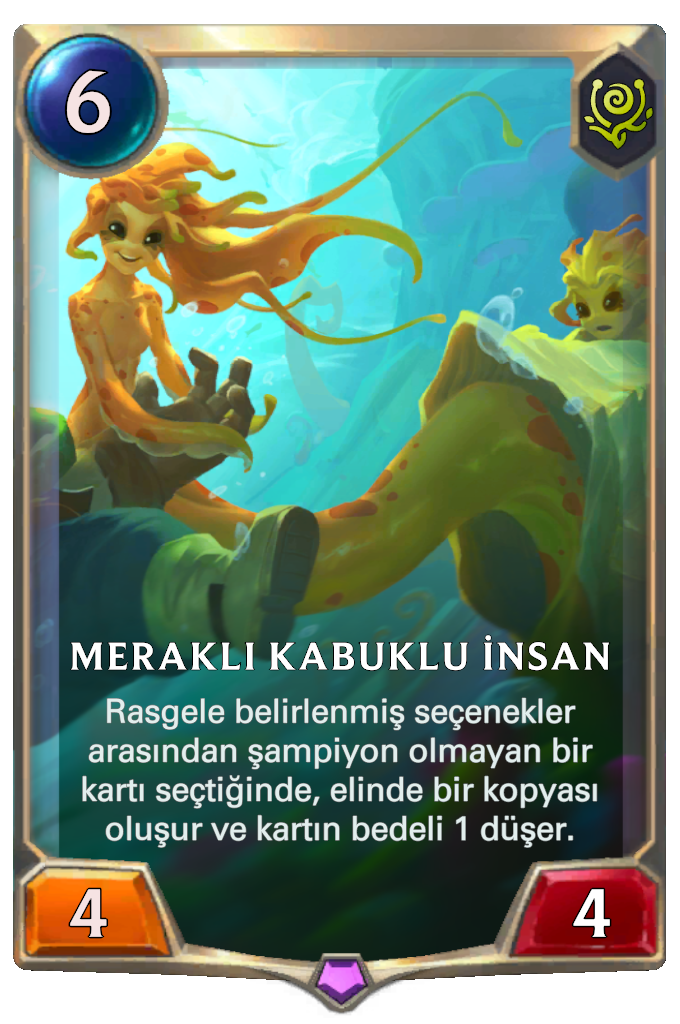 6
MERAKLI KABUKLU İNSAN
Rasgele belirlenmiş seçenekler
arasından şampiyon olmayan bir
kartı seçtiğinde, elinde bir kopyası
oluşur ve kartın bedeli 1 düşer.
4
4